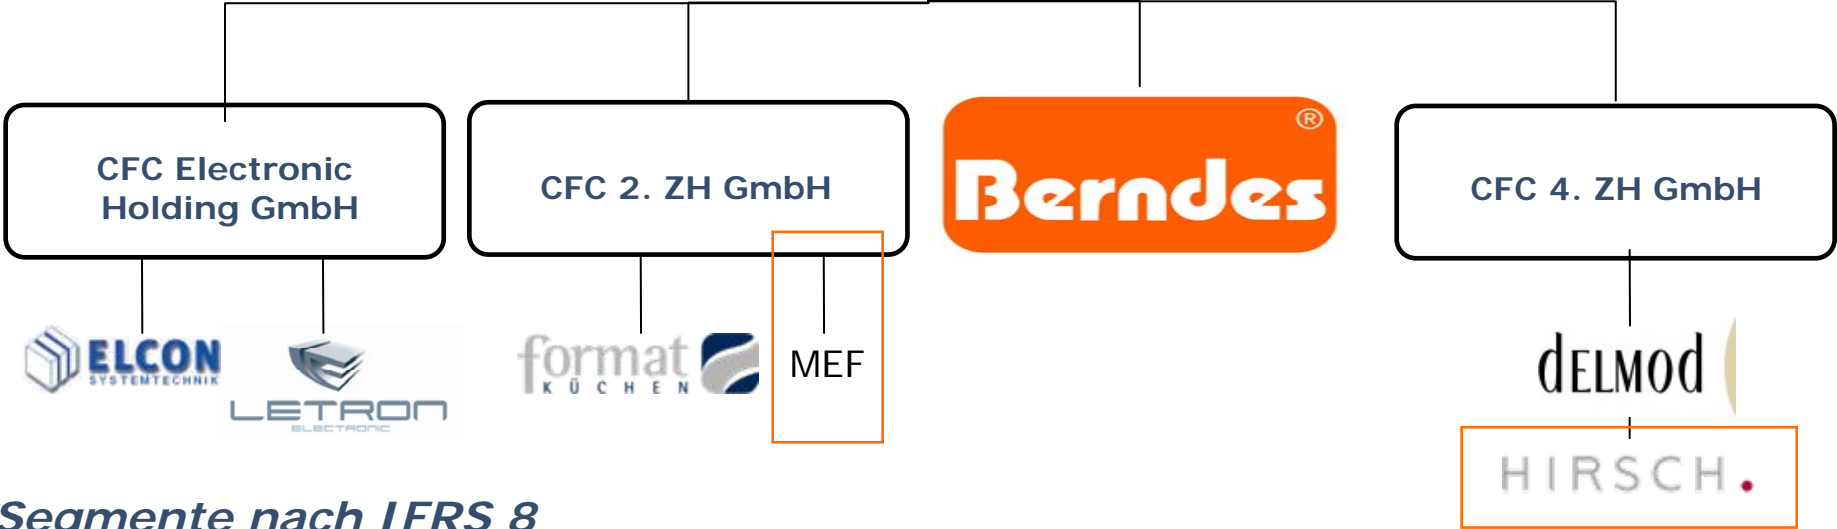 CFC Electronic
Holding GmbH
CFC 2. ZH GmbH
Berndes ®
CFC 4. ZH GmbH
ELCON
SYSTEMTECHNIK
LETRON
ELECTRONIC
format
KÜCHEN
MEF
dELMOd
HIRSCH.
Segmente nach IFRS 8